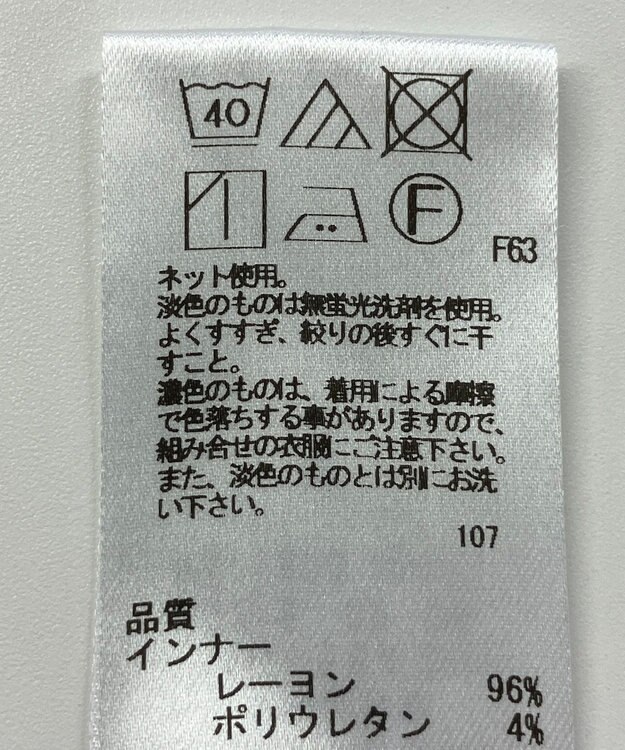 40
F
F63
ネット使用。
淡色のものは無蛍光洗剤を使用。
よくすすぎ、絞りの後すぐに干
すこと。
濃色のものは、着用による摩擦
で色落ちする事がありますので、
組み合せの衣服にご注意下さい。
また、淡色のものとは別にお洗
い下さい。
107
品質
インナー
レーヨン 96%
ポリウレタン 4%